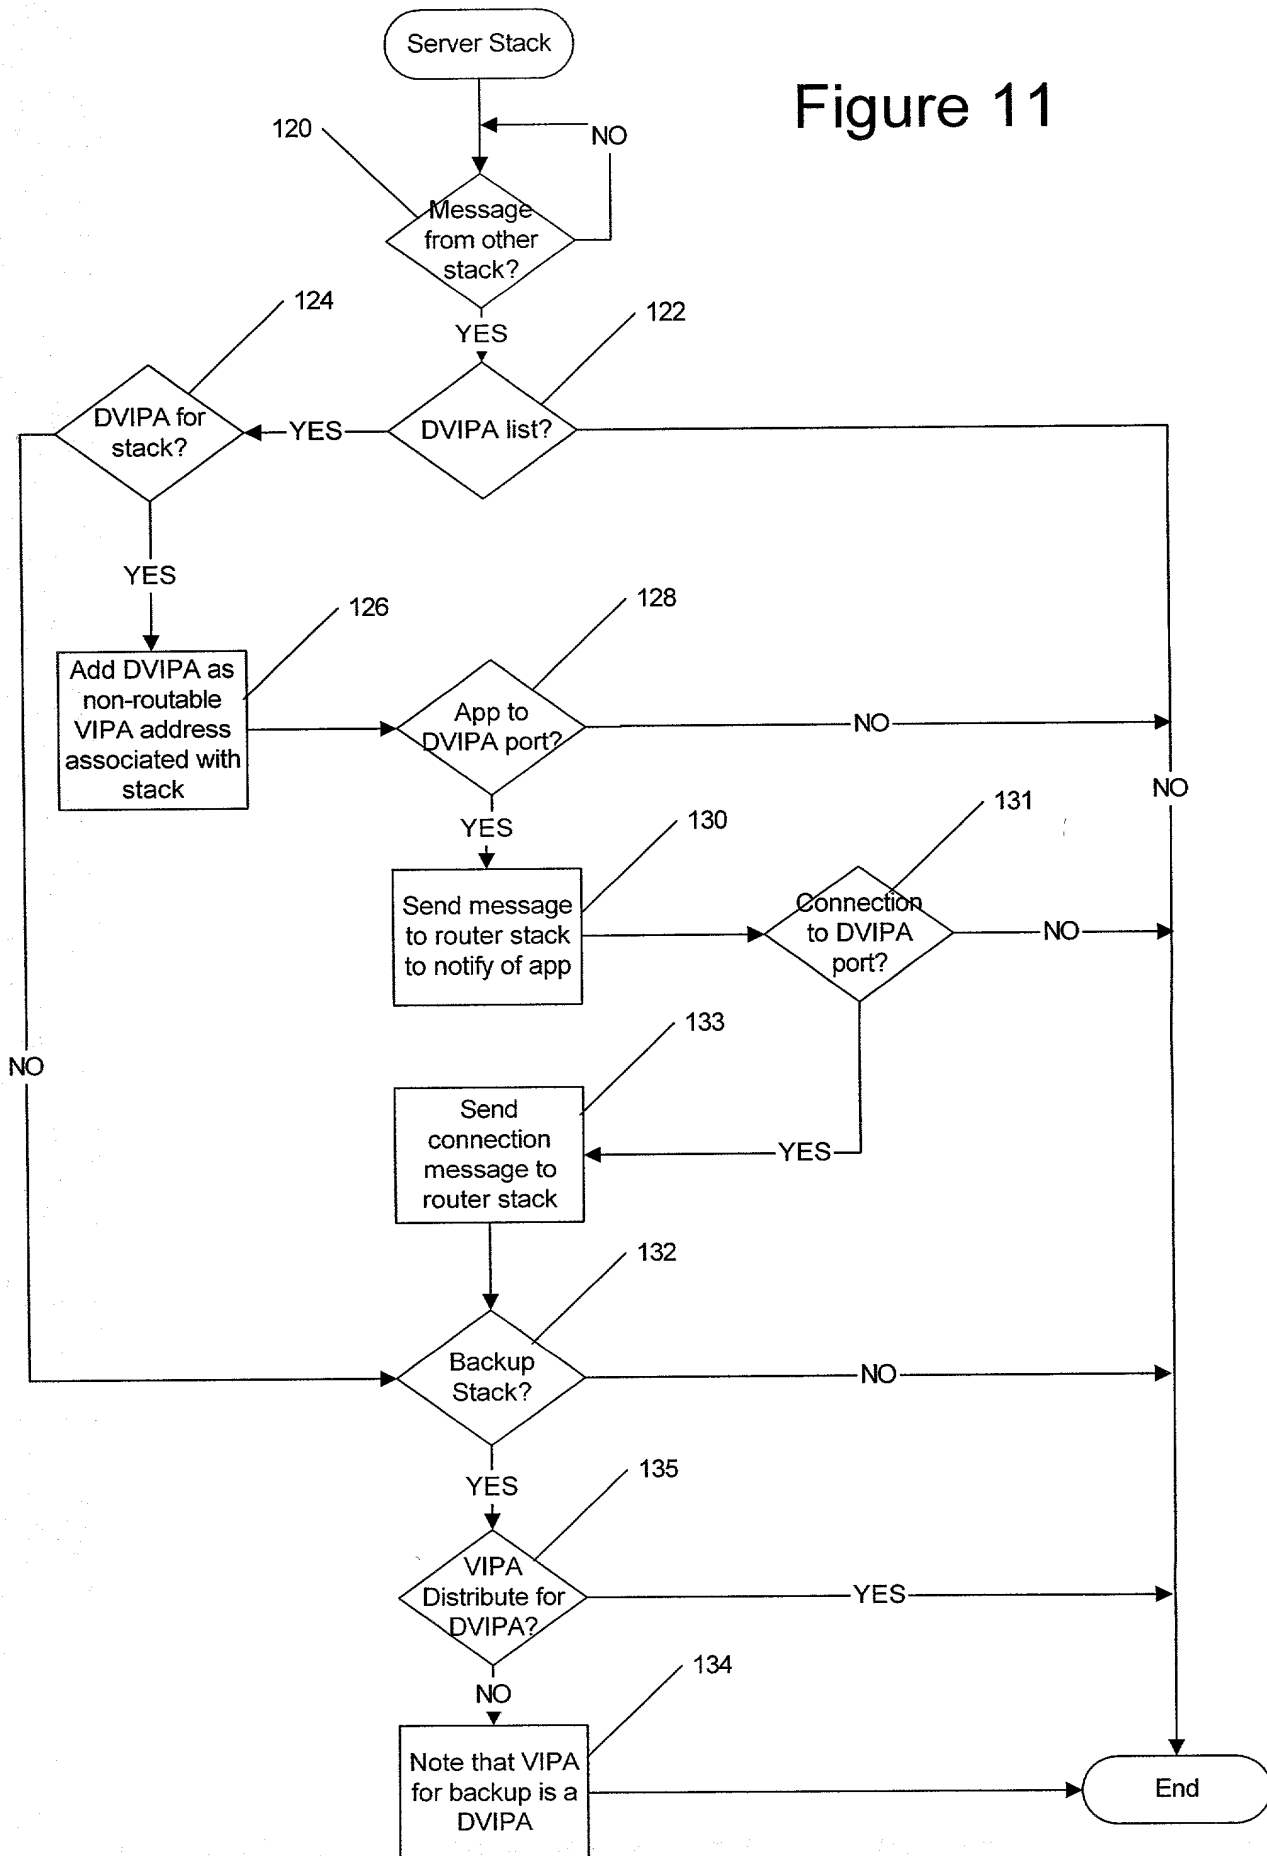 Server Stack
Figure 11
120
NO
Message
from other
stack?
124
YES
122
DVIPA for
stack?
YES
DVIPA list?
YES
126
128
Add DVIPA as
non-routable
VIPA address
associated with
stack
App to
DVIPA port?
NO
NO
YES
130
131
Send message
to router stack
to notify of app
Connection
to DVIPA
port?
NO
133
NO
Send
connection
message to
router stack
YES
132
Backup
Stack?
NO
YES
135
VIPA
Distribute for
DVIPA?
YES
134
NO
Note that VIPA
for backup is a
DVIPA
End